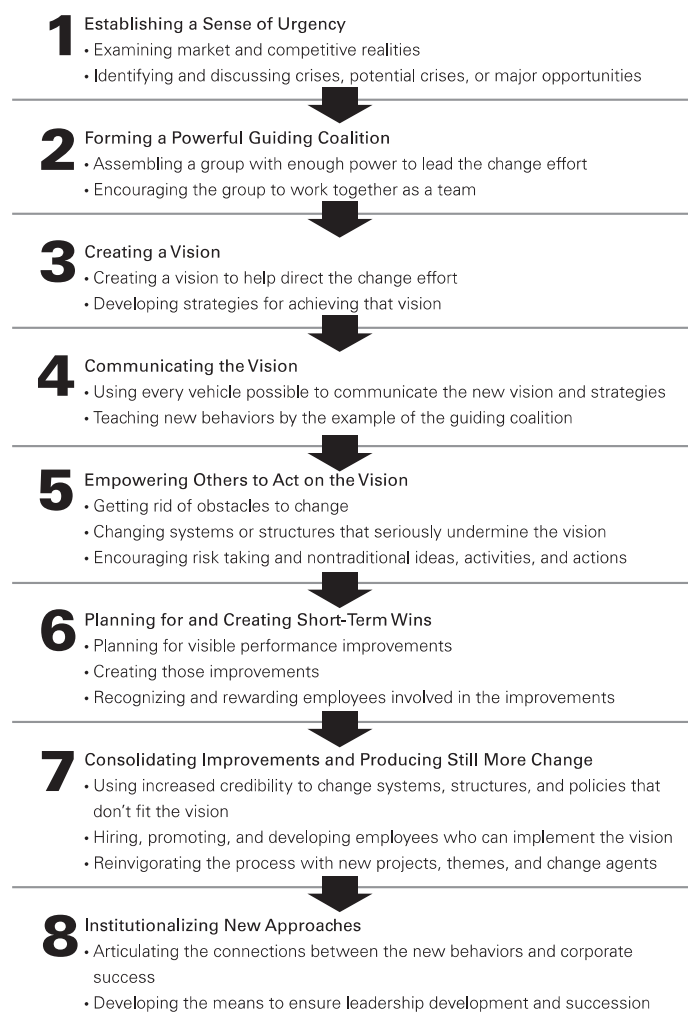 1 Establishing a Sense of Urgency
• Examining market and competitive realities
• Identifying and discussing crises, potential crises, or major opportunities
2 Forming a Powerful Guiding Coalition
• Assembling a group with enough power to lead the change effort
• Encouraging the group to work together as a team
3 Creating a Vision
• Creating a vision to help direct the change effort
• Developing strategies for achieving that vision
4 Communicating the Vision
• Using every vehicle possible to communicate the new vision and strategies
• Teaching new behaviors by the example of the guiding coalition
5 Empowering Others to Act on the Vision
• Getting rid of obstacles to change
• Changing systems or structures that seriously undermine the vision
• Encouraging risk taking and nontraditional ideas, activities, and actions
6 Planning for and Creating Short-Term Wins
• Planning for visible performance improvements
• Creating those improvements
• Recognizing and rewarding employees involved in the improvements
7 Consolidating Improvements and Producing Still More Change
• Using increased credibility to change systems, structures, and policies that
don’t fit the vision
• Hiring, promoting, and developing employees who can implement the vision
• Reinvigorating the process with new projects, themes, and change agents
8 Institutionalizing New Approaches
• Articulating the connections between the new behaviors and corporate
success
• Developing the means to ensure leadership development and succession